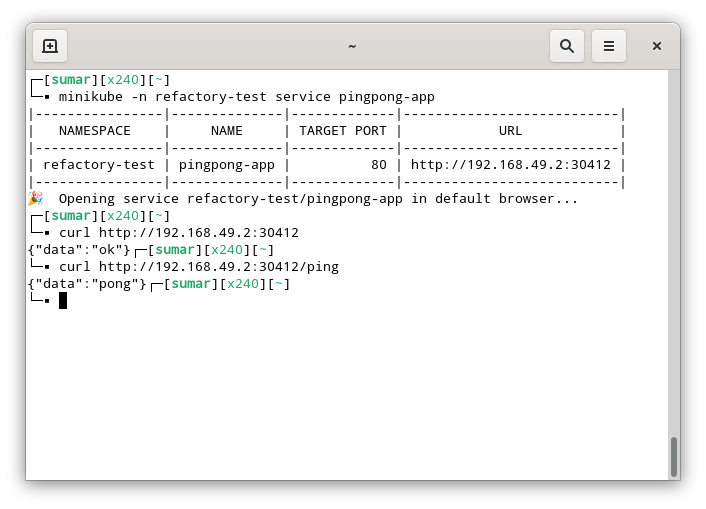 ~
┌─[sumar][x240][~]
└─▪ minikube -n refactory-test service pingpong-app
|----------------|--------------|-------------|---------------------------|
|   NAMESPACE    |     NAME     | TARGET PORT |            URL            |
|----------------|--------------|-------------|---------------------------|
| refactory-test | pingpong-app |          80 | http://192.168.49.2:30412 |
|----------------|--------------|-------------|---------------------------|
🎉  Opening service refactory-test/pingpong-app in default browser...
┌─[sumar][x240][~]
└─▪ curl http://192.168.49.2:30412
{"data":"ok"}┌─[sumar][x240][~]
└─▪ curl http://192.168.49.2:30412/ping
{"data":"pong"}┌─[sumar][x240][~]
└─▪